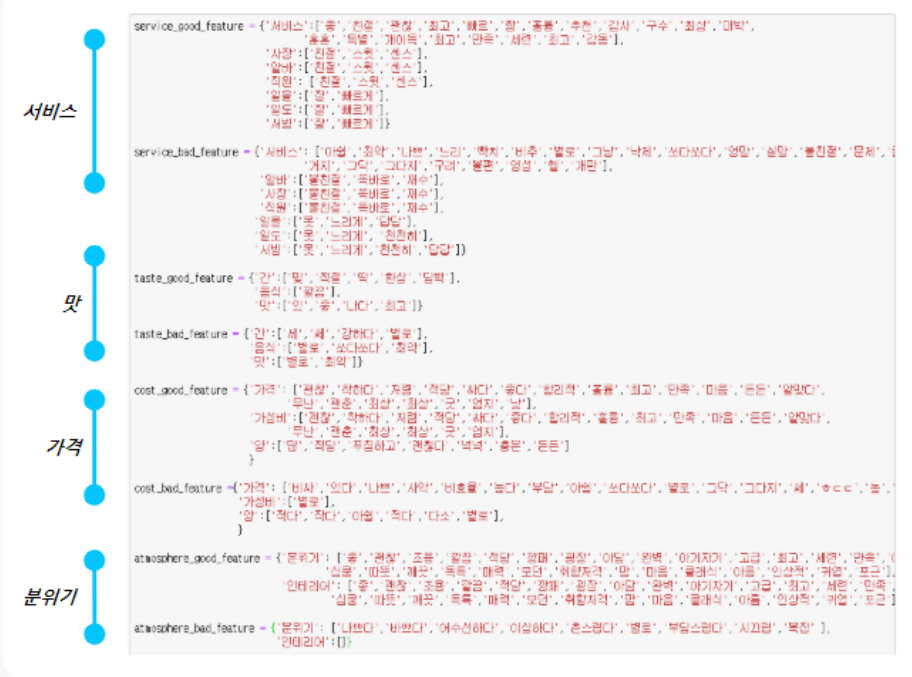 서비스
service_good_feature = {'서비스':['좋','친절','괜찮','최고','빠르','잘','훌륭','추천','감사','구수','최상','대박',
'훈훈','특별','개이득','최고','만족','세련','최고','감동'],
'사장':['친절','스윗','센스'],
'알바':['친절','스윗','센스'],
'직원': ['친절','스윗','센스'],
'일을':['잘','빠르게'],
'일도':['잘','빠르게'],
'서빙':['잘','빠르게']}
service_bad_feature = {'서비스': ['아쉽','최악','나쁘','느리','빡치','비추','별로','그냥','낙제','쏘다쏘다','엉망','실망','불친절','문제',
'거지','그닥','그다지','구려','불편','엉성','헬','개판'],
'알바':['불친절','똑바로','재수'],
'사장':['불친절','똑바로','재수'],
'직원':['불친절','똑바로','재수'],
'일을':['못','느리게','답답'],
'일도':['못','느리게', '천천히'],
'서빙':['못','느리게','천천히','답답']}
맛
taste_good_feature = {'간':['맞','적절','딱','환상','담백'],
'음식':['깔끔'],
'맛':['있','좋','나다','최고']}
taste_bad_feature = {'간':['세','쎄','강하다','별로'],
'음식':['별로','쏘다쏘다','최악'],
'맛':['별로','최악']}
가격
cost_good_feature = {'가격': ['괜찮','착하다','저렴','적당','싸다','좋다','합리적','훌륭','최고','만족','마음','든든','알맞다',
'무난','괜춘','최상','최상','굿','엄지','낮'],
'가성비':['괜찮','착하다','저렴','적당','싸다','좋다','합리적','훌륭','최고','만족','마음','든든','알맞다',
'무난','괜춘','최상','최상','굿','엄지'],
'양':['많','적당','푸짐하고','괜찮다','넉넉','충분','든든']
}
cost_bad_feature ={'가격': ['비싸','있다','나쁘','사악','비효율','높다','부담','아쉽','쏘다쏘다','별로','그닥','그다지','쎄','ㅎㄷㄷ','높','
'가성비':['별로'],
'양':['적다','작다','아쉽','적다','다소','별로'],
}
분위기
atmosphere_good_feature = {'분위기': ['좋','괜찮','조용','깔끔','적당','깡패','굉장','아담','완벽','아기자기','고급','최고','세련','만족',
'심쿵','따뜻','깨끗','독특','매력','모던','취향저격','맘','마음','클래식','아름','인상적','귀엽','포근'],
'인테리어': ['좋','괜찮','조용','깔끔','적당','깡패','굉장','아담','완벽','아기자기','고급','최고','세련','만족
'심쿵','따뜻','깨끗','독특','매력','모던','취향저격','맘','마음','클래식','아름','인상적','귀엽','포근'
atmosphere_bad_feature = {'분위기': ['나쁘다','바쁘다','어수선하다','이상하다','촌스럽다','별로','부담스럽다','시끄럽','복잡' ],
'인테리어':[]}